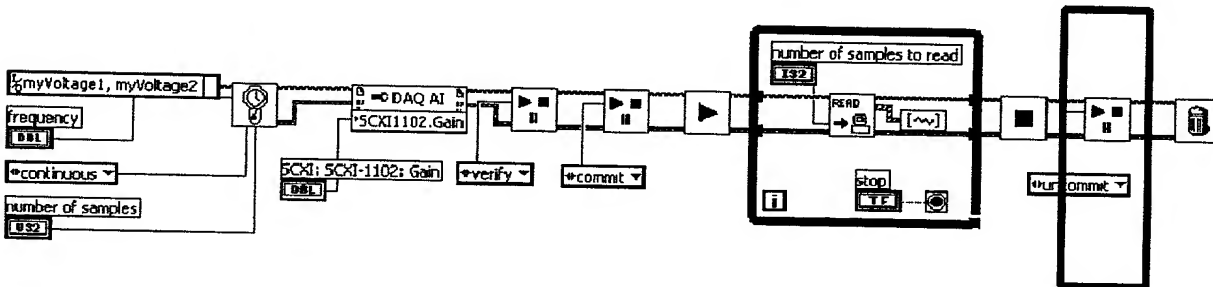 myVoltage1, myVoltage2
frequency
DBL
continuous
number of samples
U32
DAQ AI
SCXI1102.Gain
SCXI: SCXI-1102: Gain
DBL
verify
commit
number of samples to read
I32
READ
i
stop
TF
uncommit